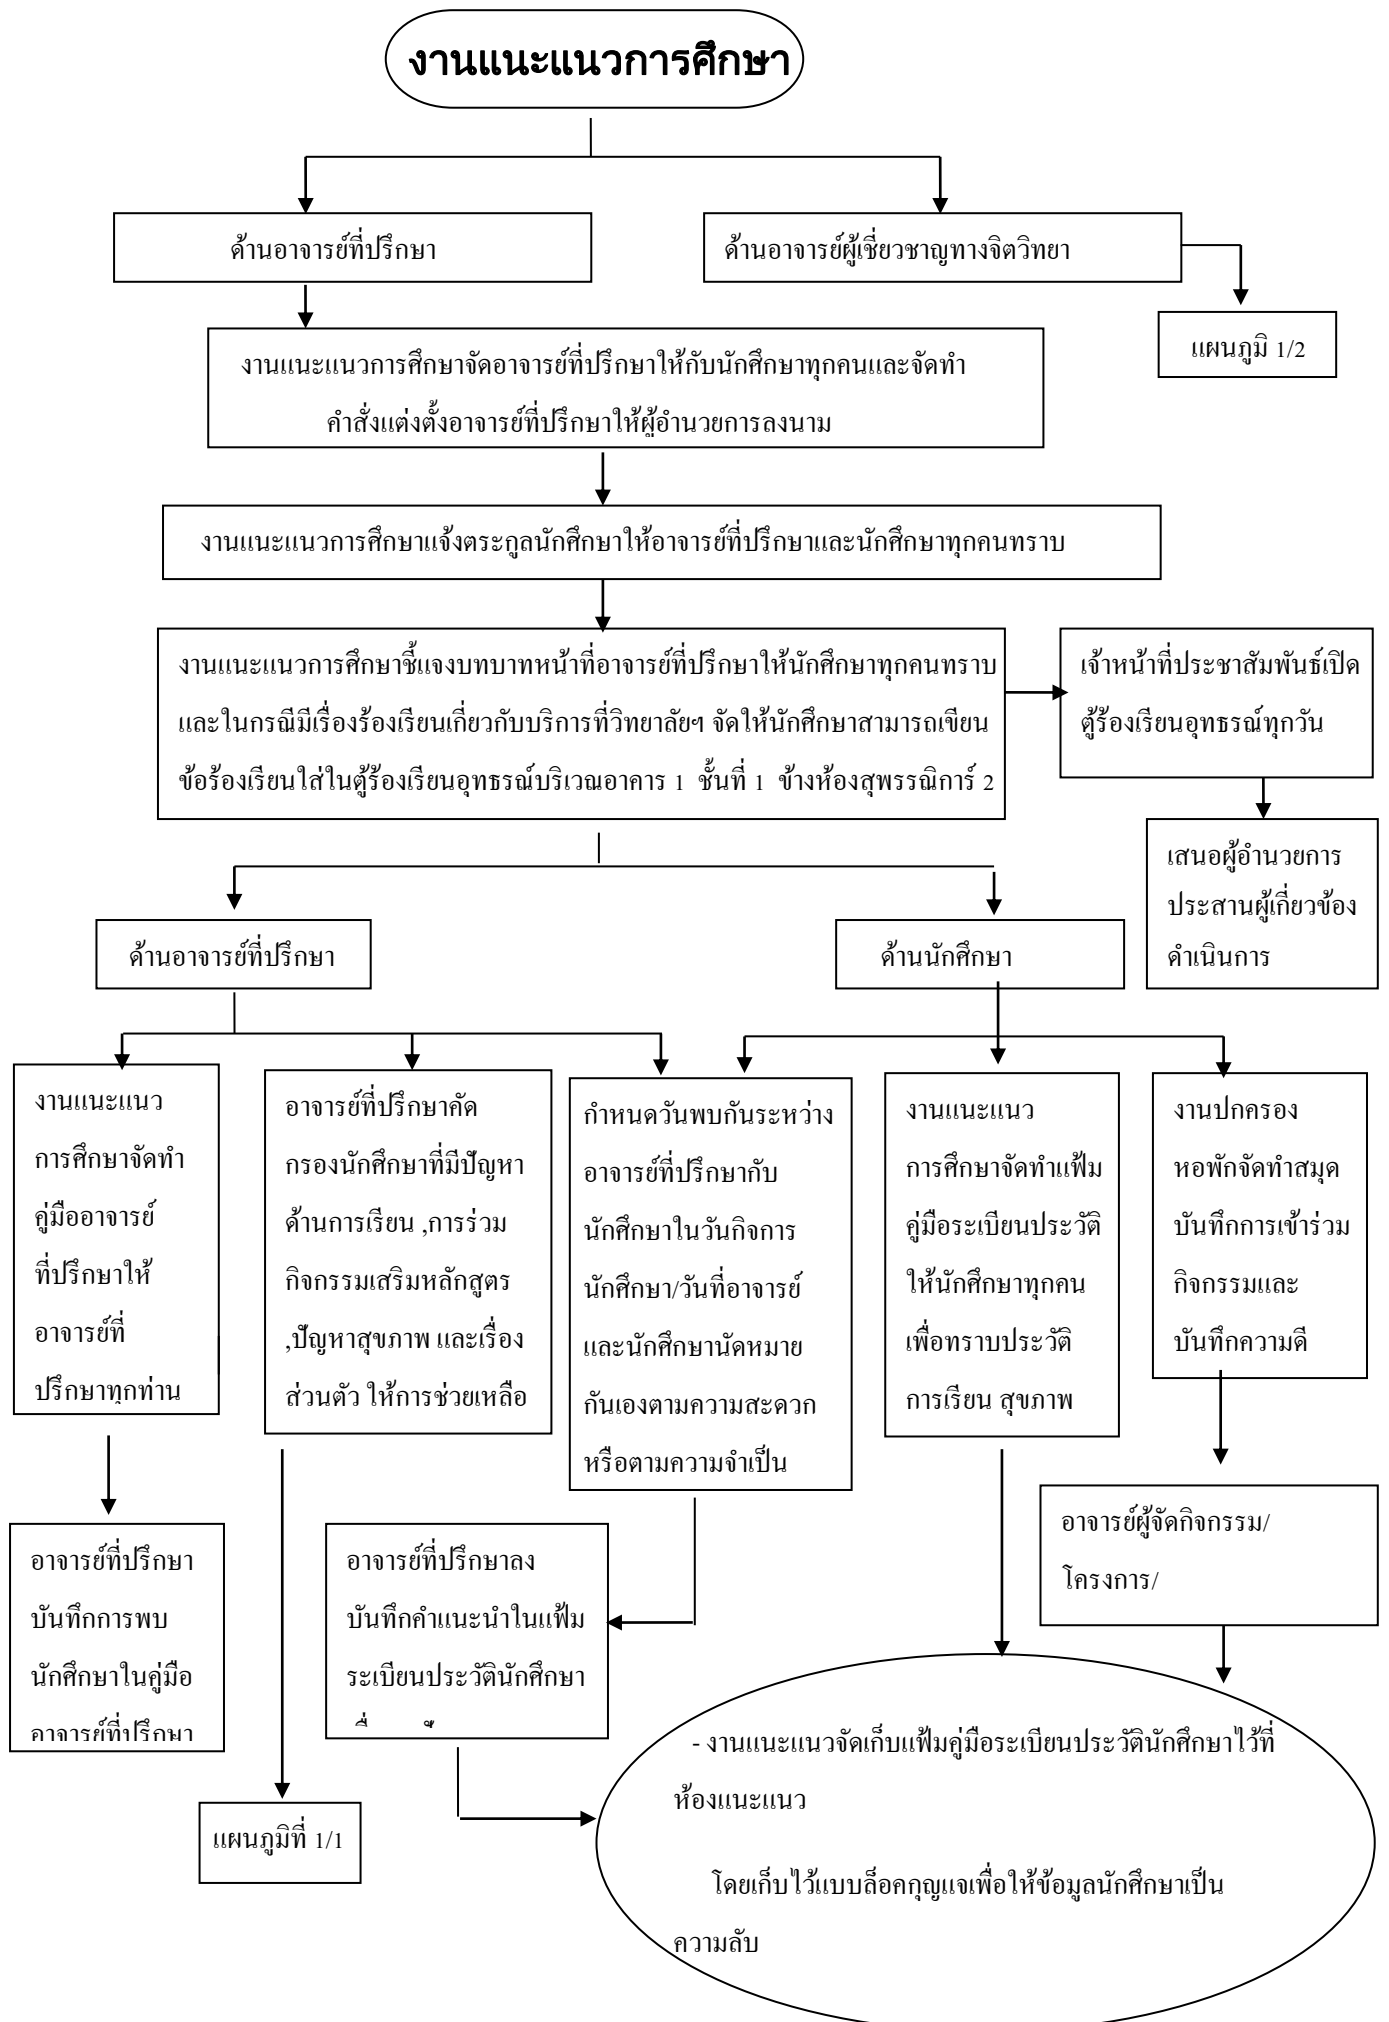 งานแนะแนวการศึกษา
ด้านอาจารย์ที่ปรึกษา
ด้านอาจารย์ผู้เชี่ยวชาญทางจิตวิทยา
แผนภูมิ 1/2
งานแนะแนวการศึกษาจัดอาจารย์ที่ปรึกษาให้กับนักศึกษาทุกคนและจัดทำ
คำสั่งแต่งตั้งอาจารย์ที่ปรึกษาให้ผู้อำนวยการลงนาม
งานแนะแนวการศึกษาแจ้งตระกูลนักศึกษาให้อาจารย์ที่ปรึกษาและนักศึกษาทุกคนทราบ
งานแนะแนวการศึกษาชี้แจงบทบาทหน้าที่อาจารย์ที่ปรึกษาให้นักศึกษาทุกคนทราบ
และในกรณีมีเรื่องร้องเรียนเกี่ยวกับบริการที่วิทยาลัยฯ จัดให้นักศึกษาสามารถเขียน
ข้อร้องเรียนใส่ในตู้ร้องเรียนอุทธรณ์บริเวณอาคาร 1 ชั้นที่ 1 ข้างห้องสุพรรณิการ์ 2
เจ้าหน้าที่ประชาสัมพันธ์เปิด
ตู้ร้องเรียนอุทธรณ์ทุกวัน
เสนอผู้อำนวยการ
ประสานผู้เกี่ยวข้อง
ดำเนินการ
ด้านอาจารย์ที่ปรึกษา
ด้านนักศึกษา
งานแนะแนว
การศึกษาจัดทำ
คู่มืออาจารย์
ที่ปรึกษาให้
อาจารย์ที่
ปรึกษาทุกท่าน
อาจารย์ที่ปรึกษาคัด
กรองนักศึกษาที่มีปัญหา
ด้านการเรียน ,การร่วม
กิจกรรมเสริมหลักสูตร
,ปัญหาสุขภาพ และเรื่อง
ส่วนตัว ให้การช่วยเหลือ
กำหนดวันพบกันระหว่าง
อาจารย์ที่ปรึกษากับ
นักศึกษาในวันกิจการ
นักศึกษา/วันที่อาจารย์
และนักศึกษานัดหมาย
กันเองตามความสะดวก
หรือตามความจำเป็น
งานแนะแนว
การศึกษาจัดทำแฟ้ม
คู่มือระเบียนประวัติ
ให้นักศึกษาทุกคน
เพื่อทราบประวัติ
การเรียน สุขภาพ
งานปกครอง
หอพักจัดทำสมุด
บันทึกการเข้าร่วม
กิจกรรมและ
บันทึกความดี
อาจารย์ที่ปรึกษา
บันทึกการพบ
นักศึกษาในคู่มือ
อาจารย์ที่ปรึกษา
อาจารย์ที่ปรึกษาลง
บันทึกคำแนะนำในแฟ้ม
ระเบียนประวัตินักศึกษา
อาจารย์ผู้จัดกิจกรรม/
โครงการ/
แผนภูมิที่ 1/1
- งานแนะแนวจัดเก็บแฟ้มคู่มือระเบียนประวัตินักศึกษาไว้ที่
ห้องแนะแนว
โดยเก็บไว้แบบล็อคกุญแจเพื่อให้ข้อมูลนักศึกษาเป็น
ความลับ